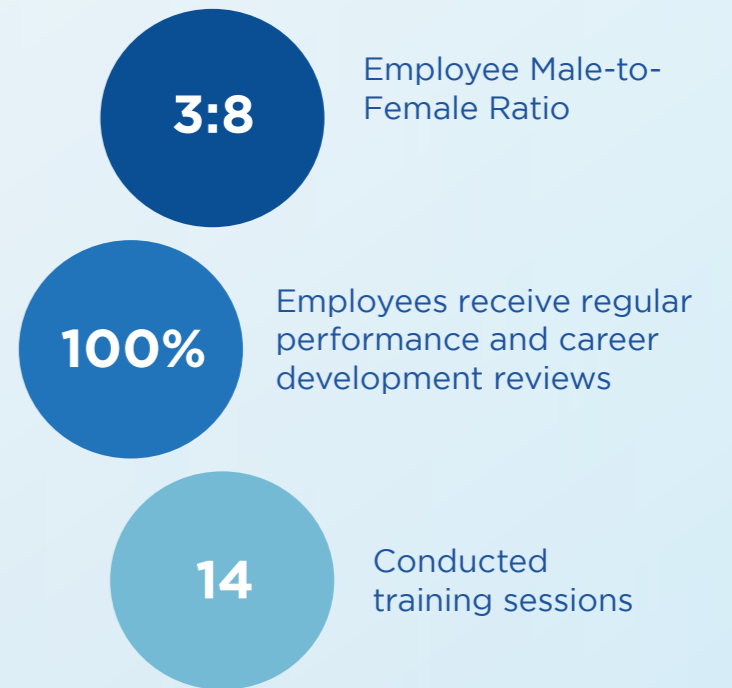 3:8
Employee Male-to-
Female Ratio
100%
Employees receive regular
performance and career
development reviews
14
Conducted
training sessions